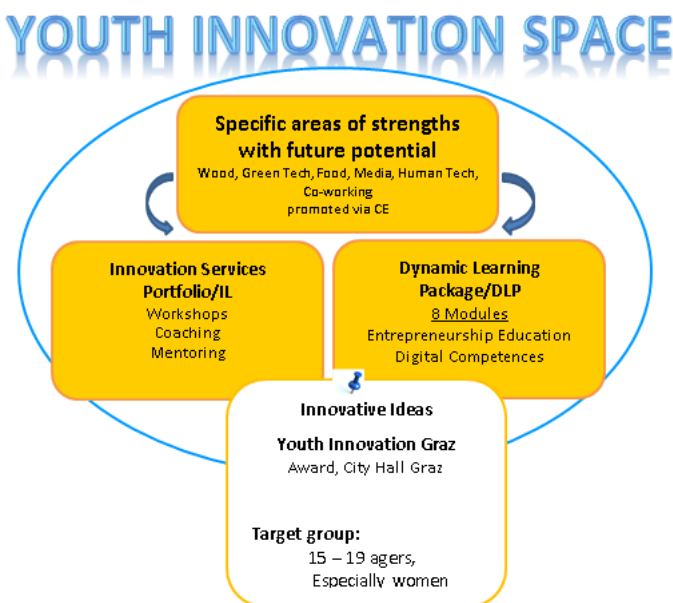 YOUTH INNOVATION SPACE
Specific areas of strengths
with future potential
Wood, Green Tech, Food, Media, Human Tech,
Co-working
promoted via CE
Innovation Services
Portfolio/IL
Workshops
Coaching
Mentoring
Dynamic Learning
Package/DLP
8 Modules
Entrepreneurship Education
Digital Competences
Innovative Ideas
Youth Innovation Graz
Award, City Hall Graz
Target group:
15 – 19 agers,
Especially women